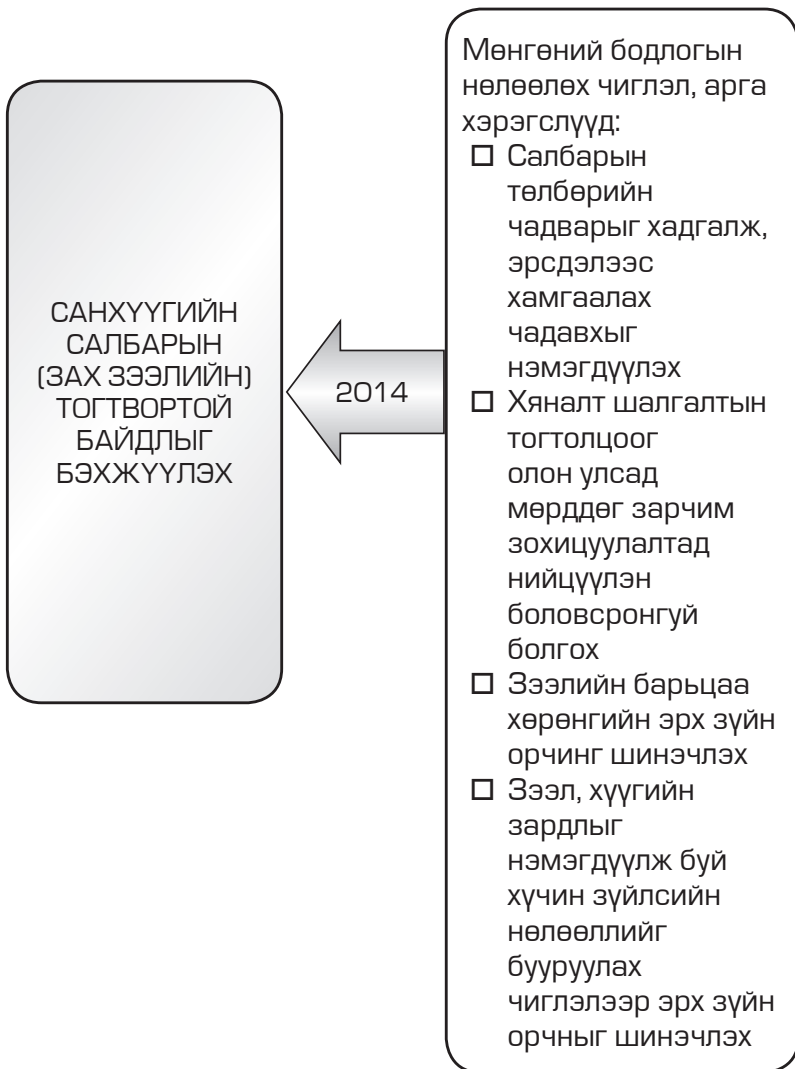 САНХҮҮГИЙН
САЛБАРЫН
(ЗАХ ЗЭЭЛИЙН)
ТОГТВОРТОЙ
БАЙДЛЫГ
БЭХЖҮҮЛЭХ
2014
Мөнгөний бодлогын
нөлөөлөх чиглэл, арга
хэрэгслүүд:
☐ Салбарын
төлбөрийн
чадварыг хадгалж,
эрсдэлээс
хамгаалах
чадавхыг
нэмэгдүүлэх
☐ Хяналт шалгалтын
тогтолцоог
олон улсад
мөрддөг зарчим
зохицуулалтад
нийцүүлэн
боловсронгуй
болгох
☐ Зээлийн барьцаа
хөрөнгийн эрх зүйн
орчинг шинэчлэх
☐ Зээл, хүүгийн
зардлыг
нэмэгдүүлж буй
хүчин зүйлсийн
нөлөөллийг
бууруулах
чиглэлээр эрх зүйн
орчныг шинэчлэх